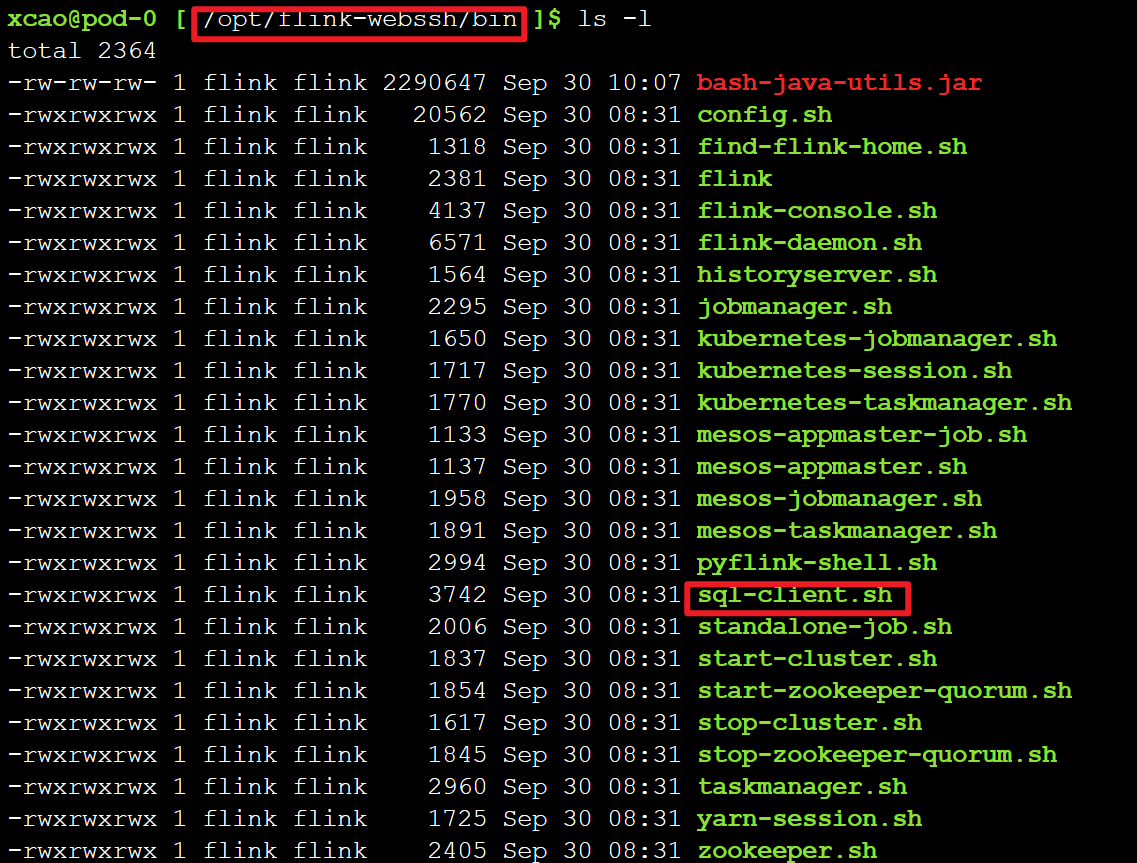 xcao@pod-0 [ /opt/flink-webssh/bin ]$ ls -l
total 2364
-rw-rw-rw- 1 flink flink 2290647 Sep 30 10:07 bash-java-utils.jar
-rwxrwxrwx 1 flink flink   20562 Sep 30 08:31 config.sh
-rwxrwxrwx 1 flink flink    1318 Sep 30 08:31 find-flink-home.sh
-rwxrwxrwx 1 flink flink    2381 Sep 30 08:31 flink
-rwxrwxrwx 1 flink flink    4137 Sep 30 08:31 flink-console.sh
-rwxrwxrwx 1 flink flink    6571 Sep 30 08:31 flink-daemon.sh
-rwxrwxrwx 1 flink flink    1564 Sep 30 08:31 historyserver.sh
-rwxrwxrwx 1 flink flink    2295 Sep 30 08:31 jobmanager.sh
-rwxrwxrwx 1 flink flink    1650 Sep 30 08:31 kubernetes-jobmanager.sh
-rwxrwxrwx 1 flink flink    1717 Sep 30 08:31 kubernetes-session.sh
-rwxrwxrwx 1 flink flink    1770 Sep 30 08:31 kubernetes-taskmanager.sh
-rwxrwxrwx 1 flink flink    1133 Sep 30 08:31 mesos-appmaster-job.sh
-rwxrwxrwx 1 flink flink    1137 Sep 30 08:31 mesos-appmaster.sh
-rwxrwxrwx 1 flink flink    1958 Sep 30 08:31 mesos-jobmanager.sh
-rwxrwxrwx 1 flink flink    1891 Sep 30 08:31 mesos-taskmanager.sh
-rwxrwxrwx 1 flink flink    2994 Sep 30 08:31 pyflink-shell.sh
-rwxrwxrwx 1 flink flink    3742 Sep 30 08:31 sql-client.sh
-rwxrwxrwx 1 flink flink    2006 Sep 30 08:31 standalone-job.sh
-rwxrwxrwx 1 flink flink    1837 Sep 30 08:31 start-cluster.sh
-rwxrwxrwx 1 flink flink    1854 Sep 30 08:31 start-zookeeper-quorum.sh
-rwxrwxrwx 1 flink flink    1617 Sep 30 08:31 stop-cluster.sh
-rwxrwxrwx 1 flink flink    1845 Sep 30 08:31 stop-zookeeper-quorum.sh
-rwxrwxrwx 1 flink flink    2960 Sep 30 08:31 taskmanager.sh
-rwxrwxrwx 1 flink flink    1725 Sep 30 08:31 yarn-session.sh
-rwxrwxrwx 1 flink flink    2405 Sep 30 08:31 zookeeper.sh